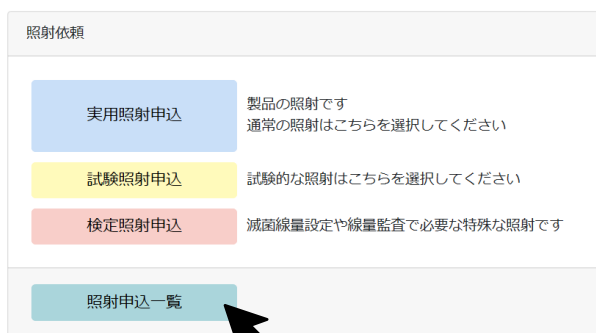 照射依頼
実用照射申込
製品の照射です
通常の照射はこちらを選択してください
試験照射申込
試験的な照射はこちらを選択してください
検定照射申込
滅菌線量設定や線量監査で必要な特殊な照射です
照射申込一覧